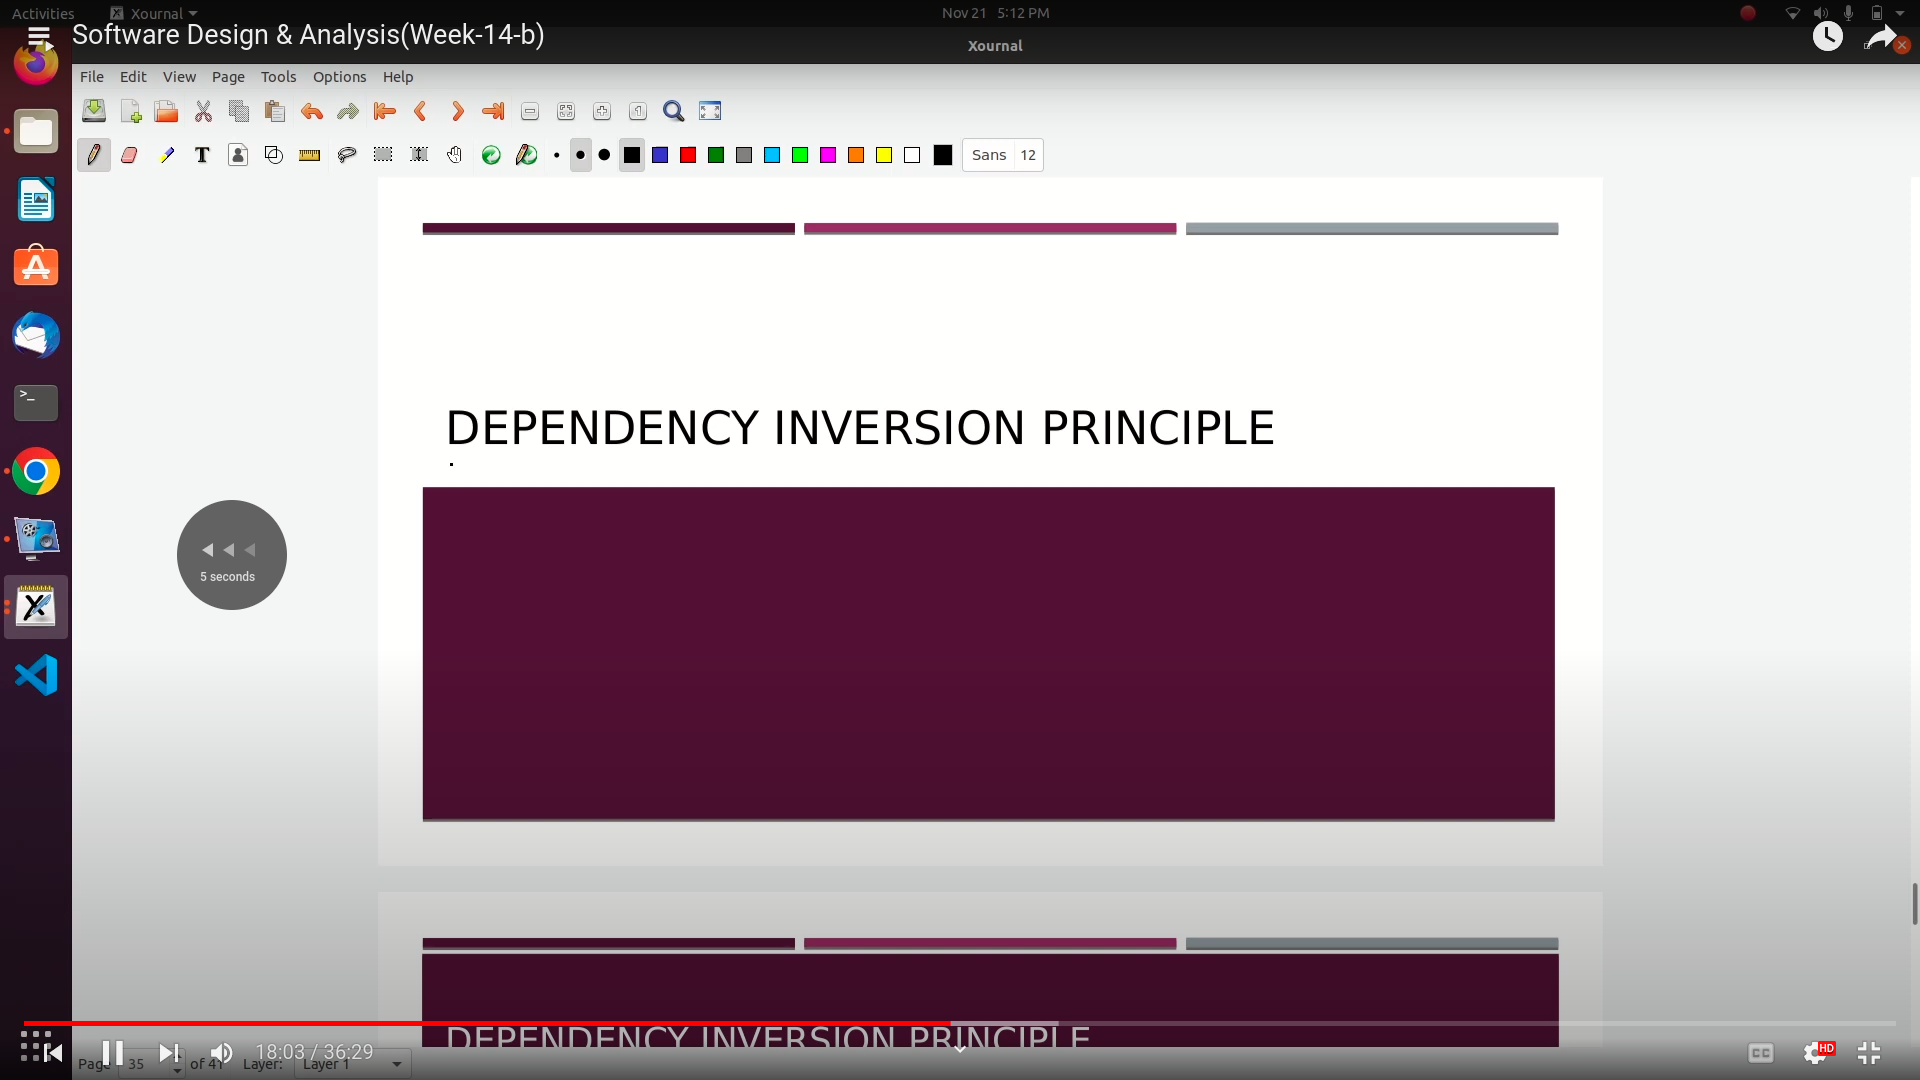 Activities
Xournal
Nov 21 5:12 PM
Software Design & Analysis(Week-14-b)
Xournal
File Edit View Page Tools Options Help
Sans 12
DEPENDENCY INVERSION PRINCIPLE
5 seconds
DEPENDENCY INVERSION PRINCIPLE
18:03 / 36:29
CC
HD
Page 35 of 41 Layer: Layer 1